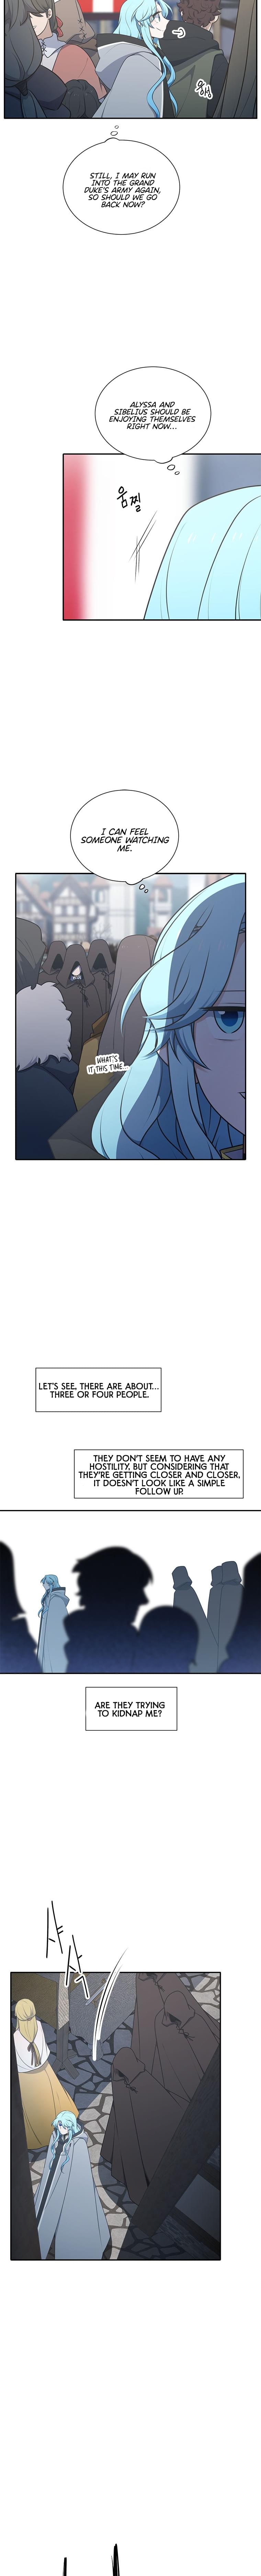 STILL, I MAY RUN
INTO THE GRAND
DUKE'S ARMY AGAIN,
SO SHOULD WE GO
BACK NOW?
ALYSSA AND
SIBELIUS SHOULD BE
ENJOYING THEMSELVES
RIGHT NOW...
움찔
I CAN FEEL
SOMEONE WATCHING
ME.
WHAT'S
IT THIS TIME...
LET'S SEE, THERE ARE ABOUT...
THREE OR FOUR PEOPLE.
THEY DON'T SEEM TO HAVE ANY
HOSTILITY, BUT CONSIDERING THAT
THEY'RE GETTING CLOSER AND CLOSER,
IT DOESN'T LOOK LIKE A SIMPLE
FOLLOW UP.
ARE THEY TRYING
TO KIDNAP ME?